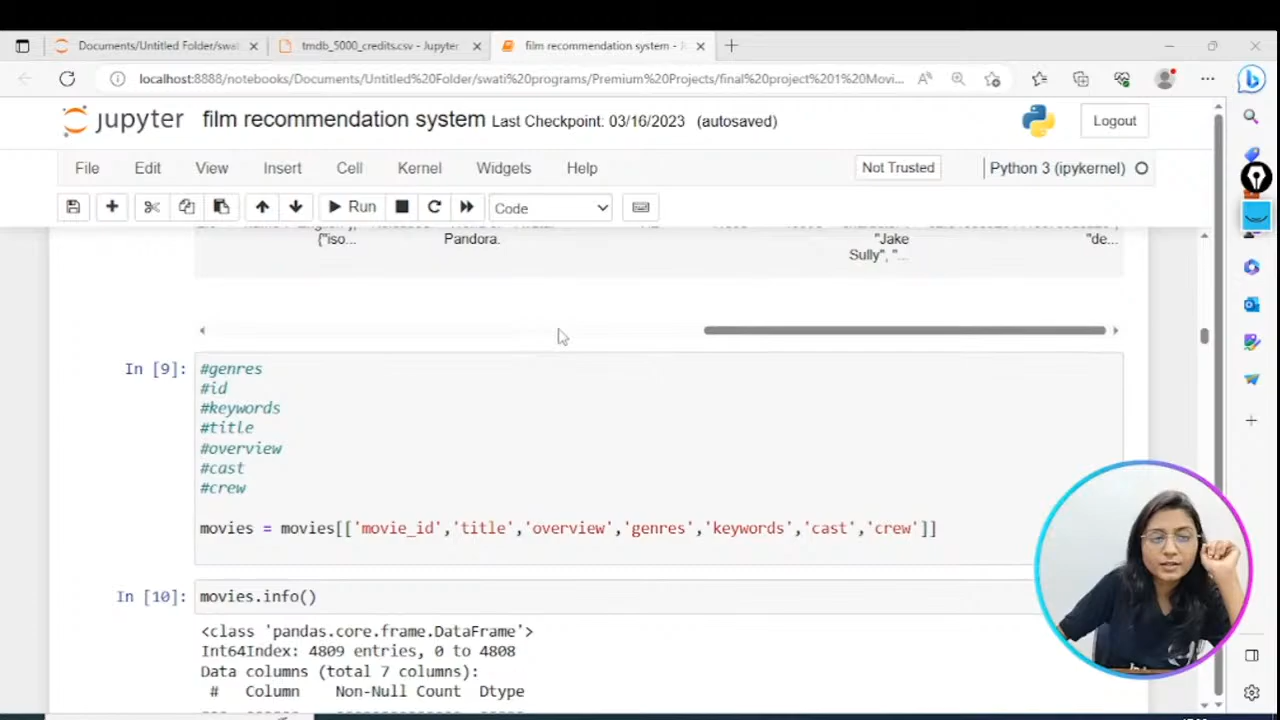 Documents/Untitled Folder/swat
tmdb_5000_credits.csv - Jupyter
film recommendation system - J
localhost:8888/notebooks/Documents/Untitled%20Folder/swati%20programs/Premium%20Projects/final%20project%201%20Movi...
jupyter film recommendation system Last Checkpoint: 03/16/2023 (autosaved)
Logout
File Edit View Insert Cell Kernel Widgets Help
Not Trusted
Python 3 (ipykernel)
Run
Code
{"iso... Pandora. "Jake "de...
Sully", "...
In [9]: #genres
#id
#keywords
#title
#overview
#cast
#crew
movies = movies[['movie_id','title','overview','genres','keywords','cast','crew']]
In [10]: movies.info()
<class 'pandas.core.frame.DataFrame'>
Int64Index: 4809 entries, 0 to 4808
Data columns (total 7 columns):
# Column Non-Null Count Dtype